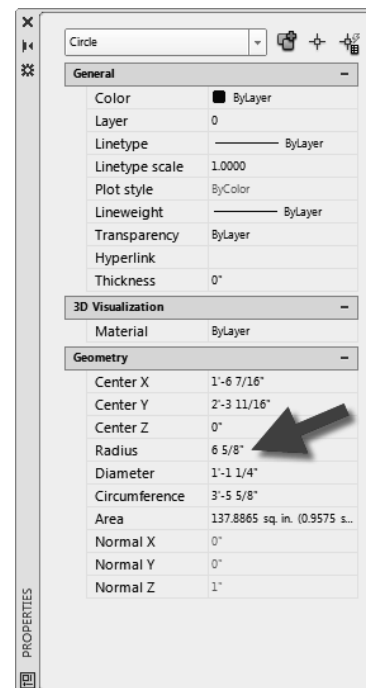 Circle
General
Color ByLayer
Layer 0
Linetype ByLayer
Linetype scale 1.0000
Plot style ByColor
Lineweight ByLayer
Transparency ByLayer
Hyperlink
Thickness 0"
3D Visualization
Material ByLayer
Geometry
Center X 1'-6 7/16"
Center Y 2'-3 11/16"
Center Z 0"
Radius 6 5/8"
Diameter 1'-1 1/4"
Circumference 3'-5 5/8"
Area 137.8865 sq. in. (0.9575 s...
Normal X 0"
Normal Y 0"
Normal Z 1"
PROPERTIES